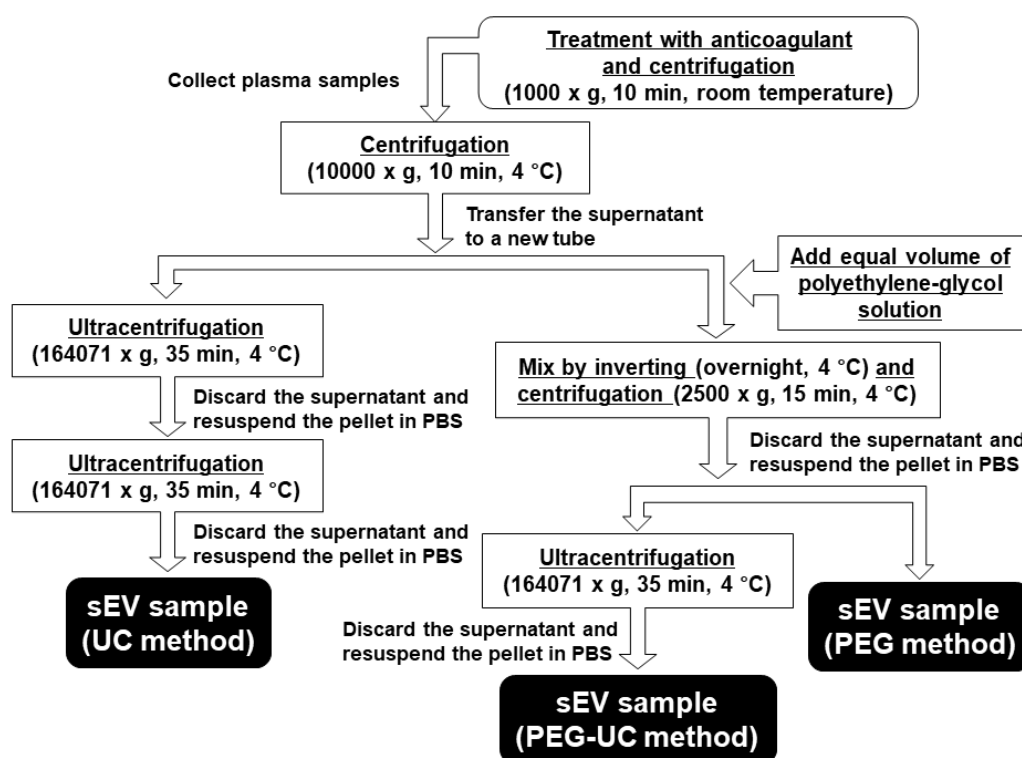 Treatment with anticoagulant
and centrifugation
(1000 x g, 10 min, room temperature)
Collect plasma samples
Centrifugation
(10000 x g, 10 min, 4 °C)
Transfer the supernatant
to a new tube
Add equal volume of
polyethylene-glycol
solution
Ultracentrifugation
(164071 x g, 35 min, 4 °C)
Mix by inverting (overnight, 4 °C) and
centrifugation (2500 x g, 15 min, 4 °C)
Discard the supernatant and
resuspend the pellet in PBS
Discard the supernatant and
resuspend the pellet in PBS
Ultracentrifugation
(164071 x g, 35 min, 4 °C)
Discard the supernatant and
resuspend the pellet in PBS
Ultracentrifugation
(164071 x g, 35 min, 4 °C)
sEV sample
(UC method)
sEV sample
(PEG method)
Discard the supernatant and
resuspend the pellet in PBS
sEV sample
(PEG-UC method)